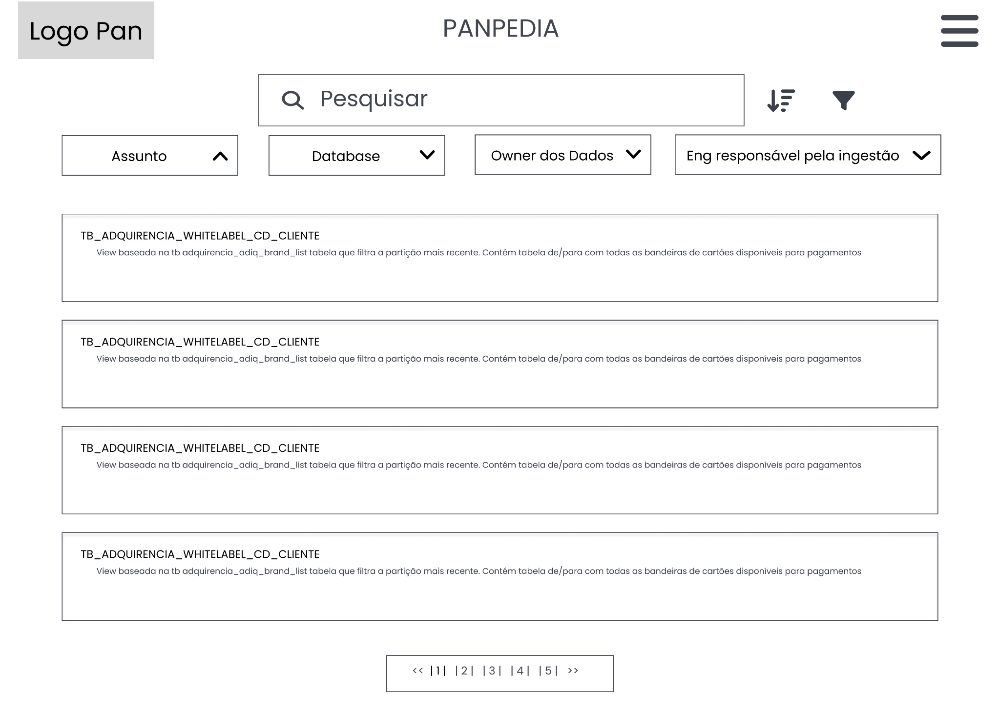 Logo Pan
PANPEDIA
Pesquisar
Assunto
Database
Owner dos Dados
Eng responsável pela ingestão
TB_ADQUIRENCIA_WHITELABEL_CD_CLIENTE
View baseada na tb adquirencia_adiq_brand_list tabela que filtra a partição mais recente. Contém tabela de/para com todas as bandeiras de cartões disponíveis para pagamentos
TB_ADQUIRENCIA_WHITELABEL_CD_CLIENTE
View baseada na tb adquirencia_adiq_brand_list tabela que filtra a partição mais recente. Contém tabela de/para com todas as bandeiras de cartões disponíveis para pagamentos
TB_ADQUIRENCIA_WHITELABEL_CD_CLIENTE
View baseada na tb adquirencia_adiq_brand_list tabela que filtra a partição mais recente. Contém tabela de/para com todas as bandeiras de cartões disponíveis para pagamentos
TB_ADQUIRENCIA_WHITELABEL_CD_CLIENTE
View baseada na tb adquirencia_adiq_brand_list tabela que filtra a partição mais recente. Contém tabela de/para com todas as bandeiras de cartões disponíveis para pagamentos
<< |1| |2| |3| |4| |5| >>